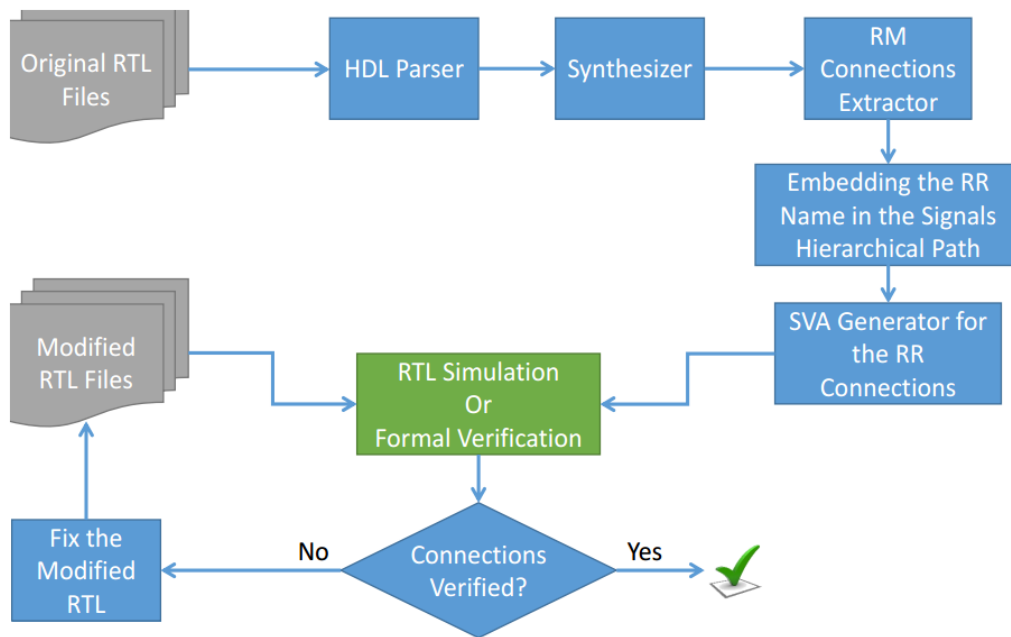 Original RTL
Files
HDL Parser
Synthesizer
RM
Connections
Extractor
Embedding the RR
Name in the Signals
Hierarchical Path
SVA Generator for
the RR
Connections
Modified
RTL Files
RTL Simulation
Or
Formal Verification
Fix the
Modified
RTL
No
Connections
Verified?
Yes